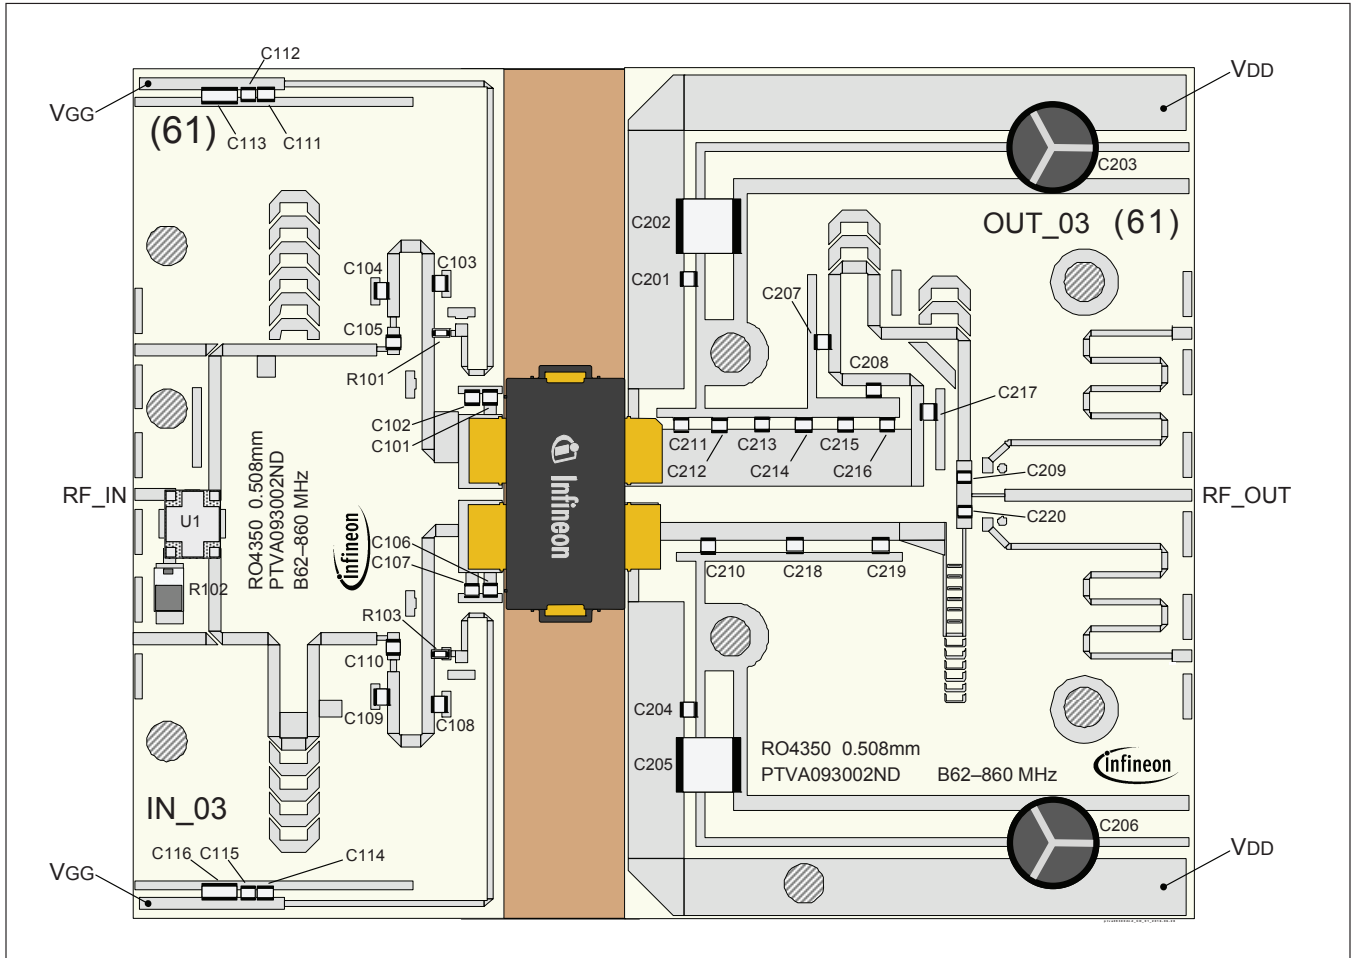 C112
VGG
VDD
(61)
C113
C111
C203
C202
OUT_03 (61)
C104
C103
C201
C207
C105
R101
C208
C102
C101
C217
C211
C213
C215
C212
C214
C216
C209
RF_IN
U1
RF_OUT
C220
RO4350 0.508mm
PTVA093002ND
B62–860 MHz
infineon
Infineon
C106
C107
C210
C218
C219
R102
R103
C110
C109
C108
C204
C205
RO4350 0.508mm
PTVA093002ND
B62–860 MHz
infineon
IN_03
C206
C116
C115
C114
VGG
VDD